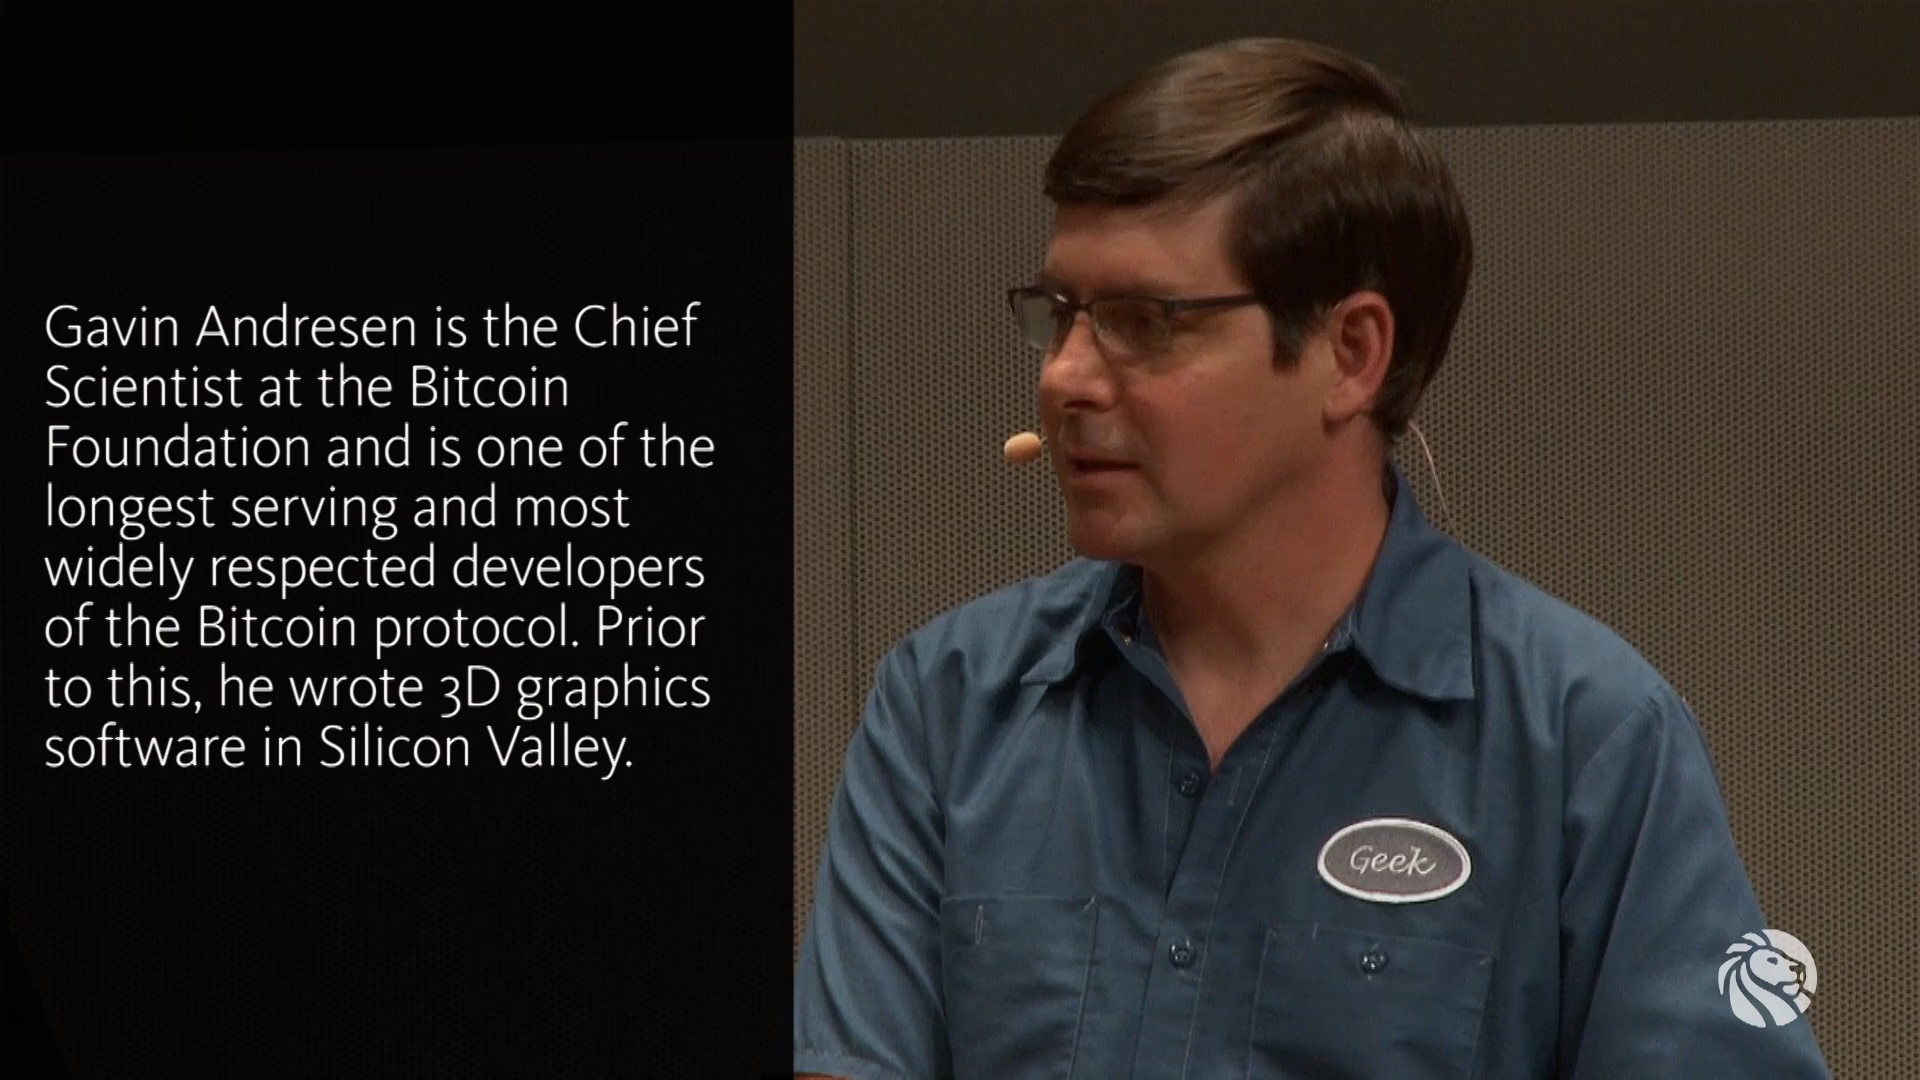 Gavin Andresen is the Chief
Scientist at the Bitcoin
Foundation and is one of the
longest serving and most
widely respected developers
of the Bitcoin protocol. Prior
to this, he wrote 3D graphics
software in Silicon Valley.
Geek